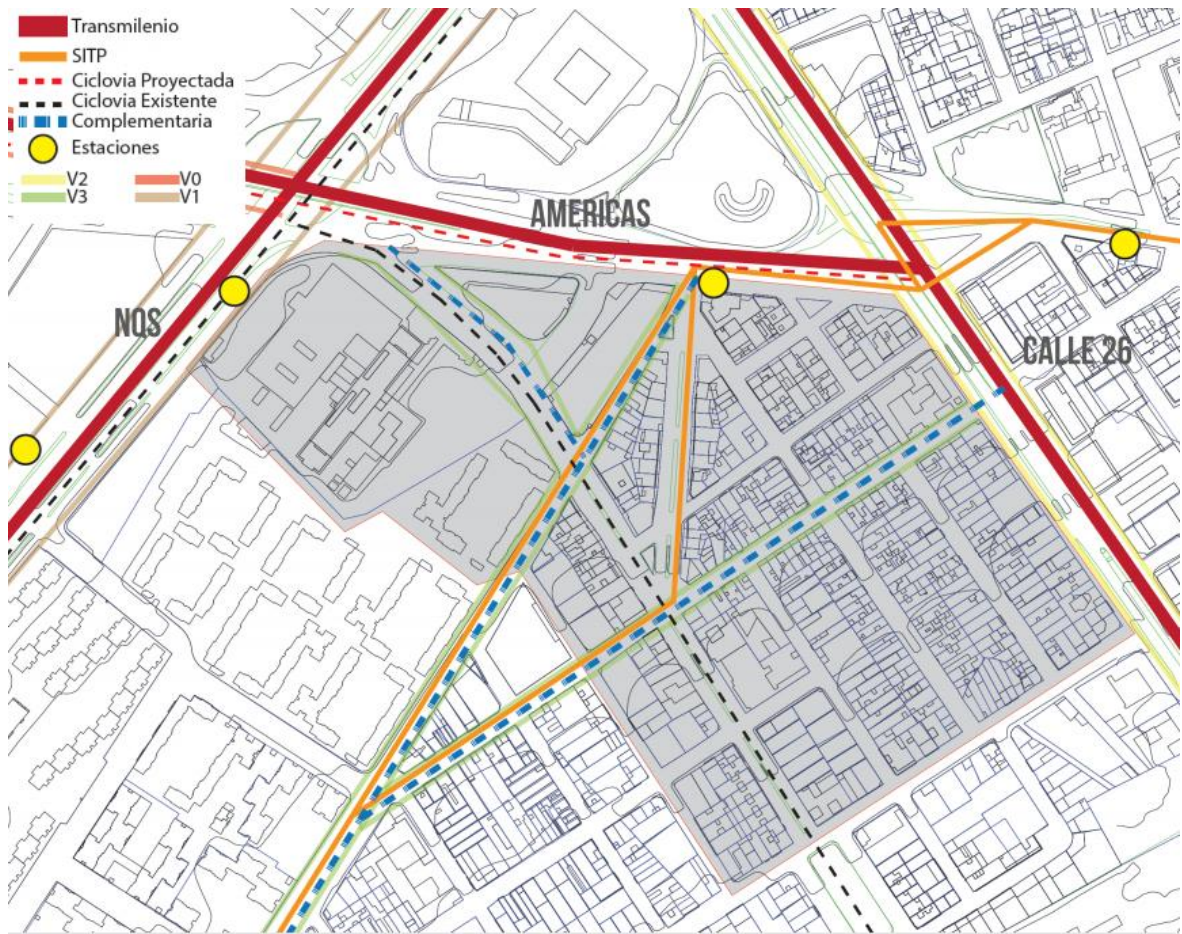 Transmilenio
SITP
Ciclovia Proyectada
Ciclovia Existente
Complementaria
Estaciones
V2 V0
V3 V1
AMERICAS
NQS
CALLE 26